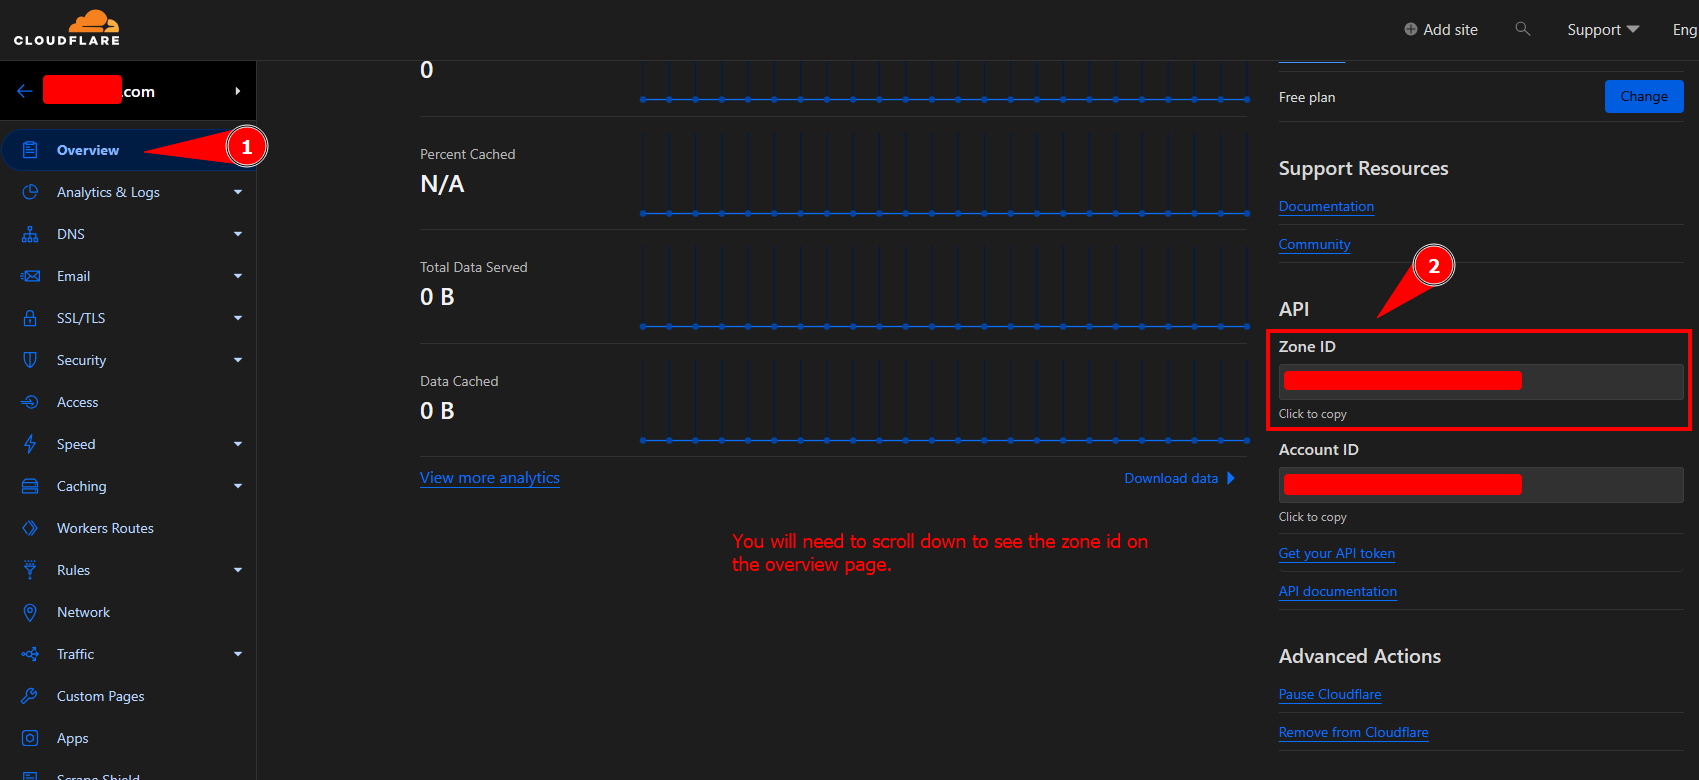 CLOUDFLARE
Add site
Support
Eng
.com
1
Overview
Analytics & Logs
DNS
Email
SSL/TLS
Security
Access
Speed
Caching
Workers Routes
Rules
Network
Traffic
Custom Pages
Apps
Scrape Shield
0
Percent Cached
N/A
Total Data Served
0 B
Data Cached
0 B
View more analytics
Download data
You will need to scroll down to see the zone id on
the overview page.
Free plan
Change
Support Resources
Documentation
Community
2
API
Zone ID
Click to copy
Account ID
Click to copy
Get your API token
API documentation
Advanced Actions
Pause Cloudflare
Remove from Cloudflare